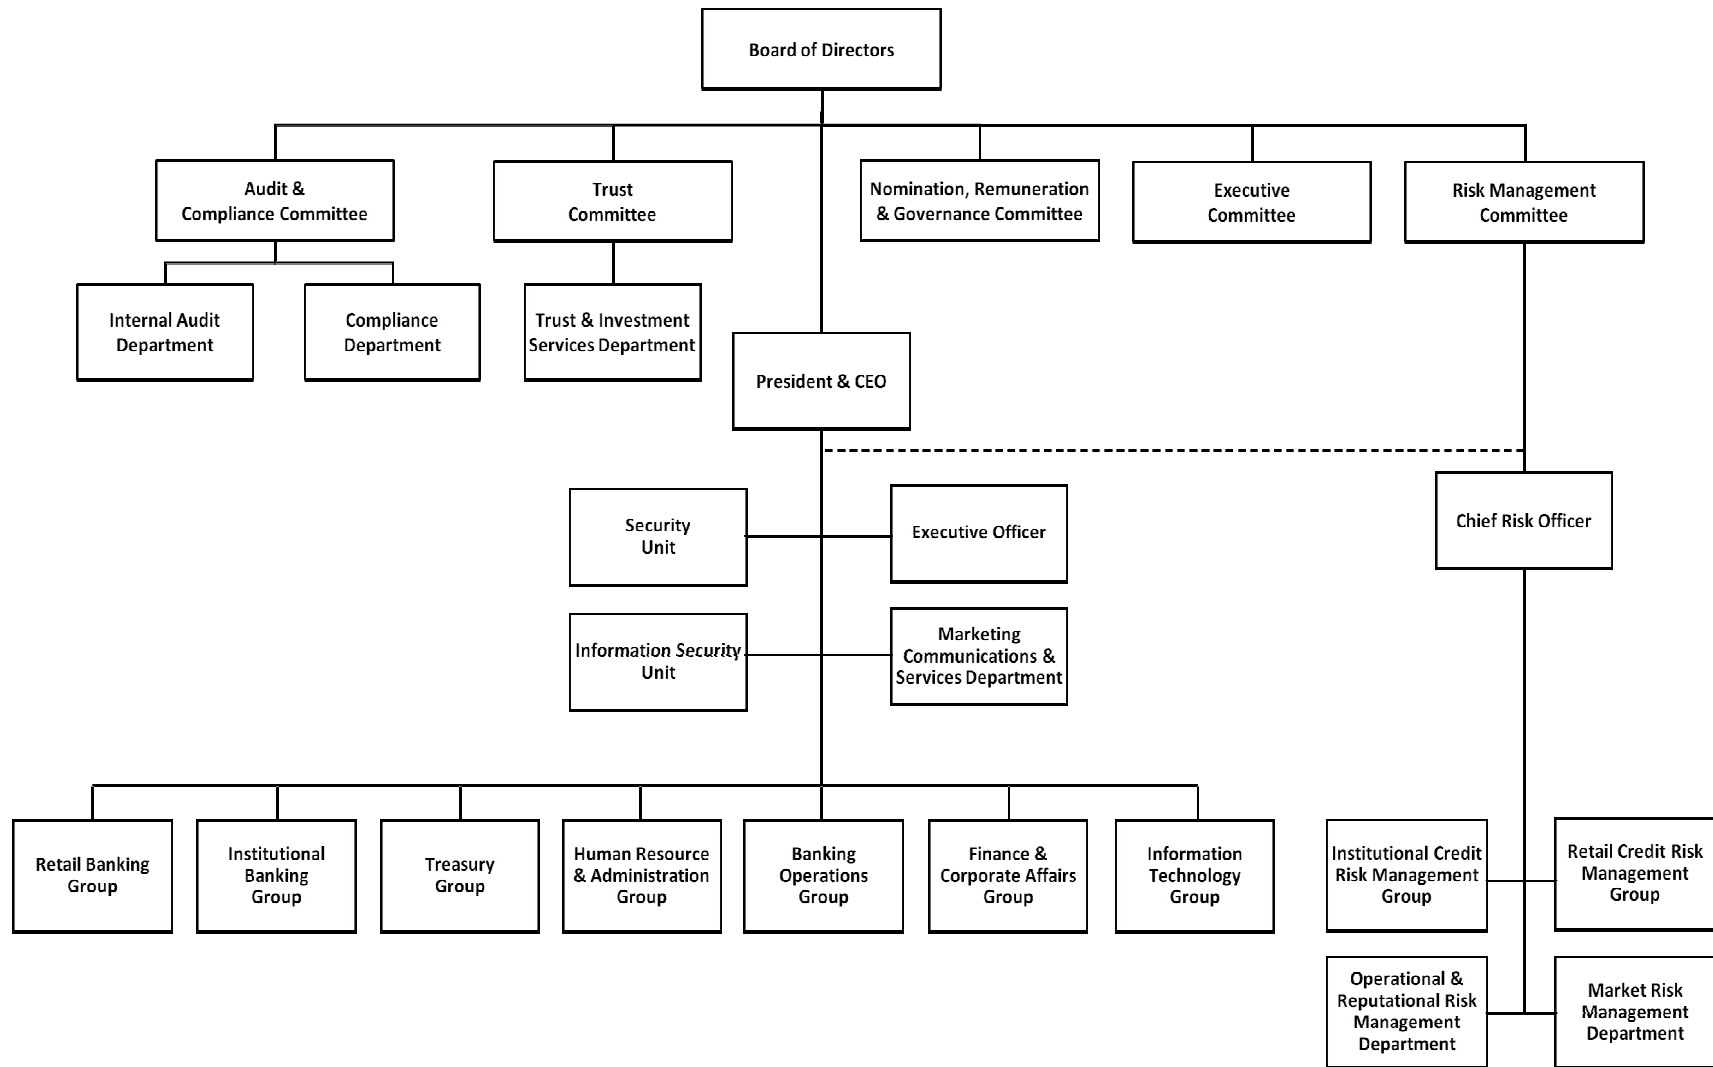 Board of Directors
Audit &
Compliance Committee
Trust
Committee
Nomination, Remuneration
& Governance Committee
Executive
Committee
Risk Management
Committee
Internal Audit
Department
Compliance
Department
Trust & Investment
Services Department
President & CEO
Security
Unit
Executive Officer
Chief Risk Officer
Information Security
Unit
Marketing
Communications &
Services Department
Retail Banking
Group
Institutional
Banking
Group
Treasury
Group
Human Resource
& Administration
Group
Banking
Operations
Group
Finance &
Corporate Affairs
Group
Information
Technology
Group
Institutional Credit
Risk Management
Group
Retail Credit Risk
Management
Group
Operational &
Reputational Risk
Management
Department
Market Risk
Management
Department